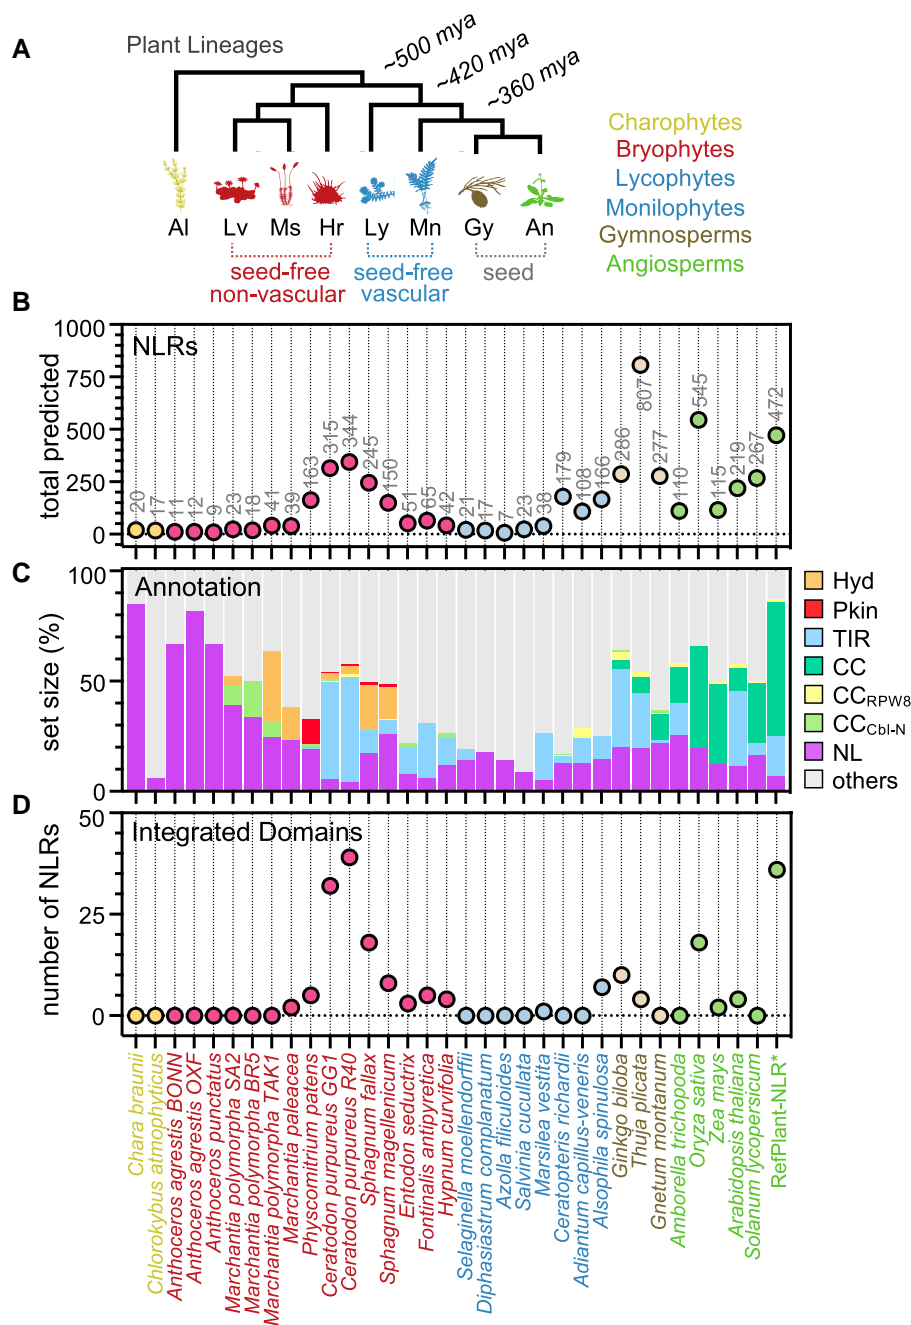 A
Plant Lineages
~500 mya
~420 mya
~360 mya
Al
Lv
Ms
Hr
Ly
Mn
Gy
An
seed-free
non-vascular
seed-free
vascular
seed
Charophytes
Bryophytes
Lycophytes
Monilophytes
Gymnosperms
Angiosperms
B
NLRs
total predicted
1000
750
500
250
0
20
17
11
12
9
23
18
41
39
163
315
344
245
150
51
65
42
21
17
7
23
38
179
108
166
286
807
277
110
545
115
219
267
472
C
Annotation
set size (%)
100
50
0
Hyd
Pkin
TIR
CC
CCRPW8
CCCbl-N
NL
others
D
Integrated Domains
number of NLRs
50
25
0
Chara braunii
Chlorokybus atmophyticus
Anthoceros agrestis BONN
Anthoceros agrestis OXF
Anthoceros punctatus
Marchantia polymorpha SA2
Marchantia polymorpha BR5
Marchantia polymorpha TAK1
Marchantia paleacea
Physcomitrium patens
Ceratodon purpureus GG1
Ceratodon purpureus R40
Sphagnum fallax
Sphagnum magellenicum
Entodon seductrix
Fontinalis antipyretica
Hypnum curvifolia
Selaginella moellendorffii
Diphasiastrum complanatum
Azolla filiculoides
Salvinia cucullata
Marsilea vestita
Ceratopteris richardii
Adiantum capillus-veneris
Alsophila spinulosa
Ginkgo biloba
Thuja plicata
Gnetum montanum
Amborella trichopoda
Oryza sativa
Zea mays
Arabidopsis thaliana
Solanum lycopersicum
RefPlant-NLR*